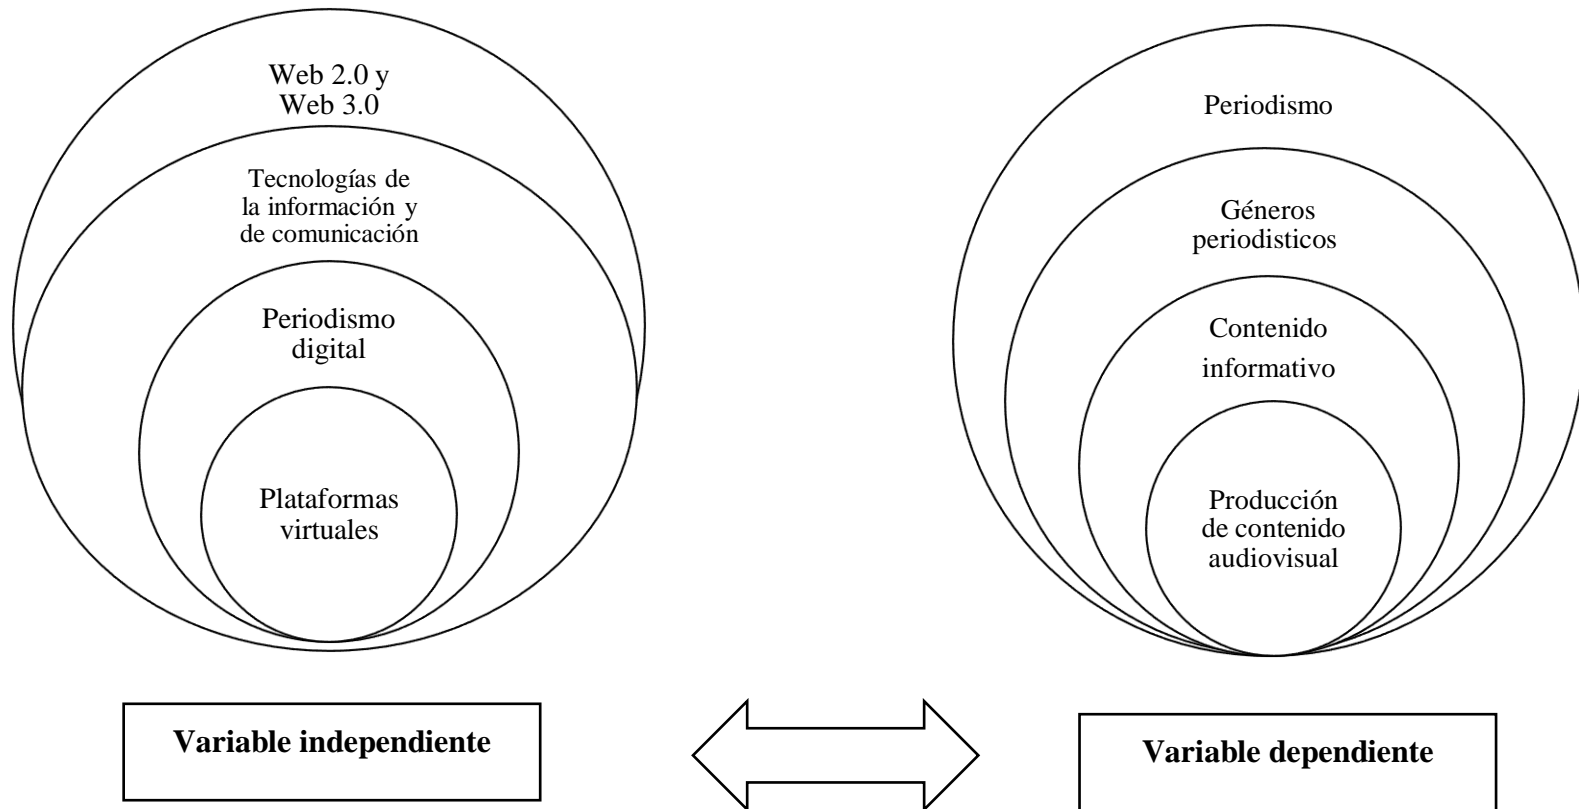 Web 2.0 y
Web 3.0
Tecnologías de
la información y
de comunicación
Periodismo
digital
Plataformas
virtuales
Variable independiente
Periodismo
Géneros
periodisticos
Contenido
informativo
Producción
de contenido
audiovisual
Variable dependiente